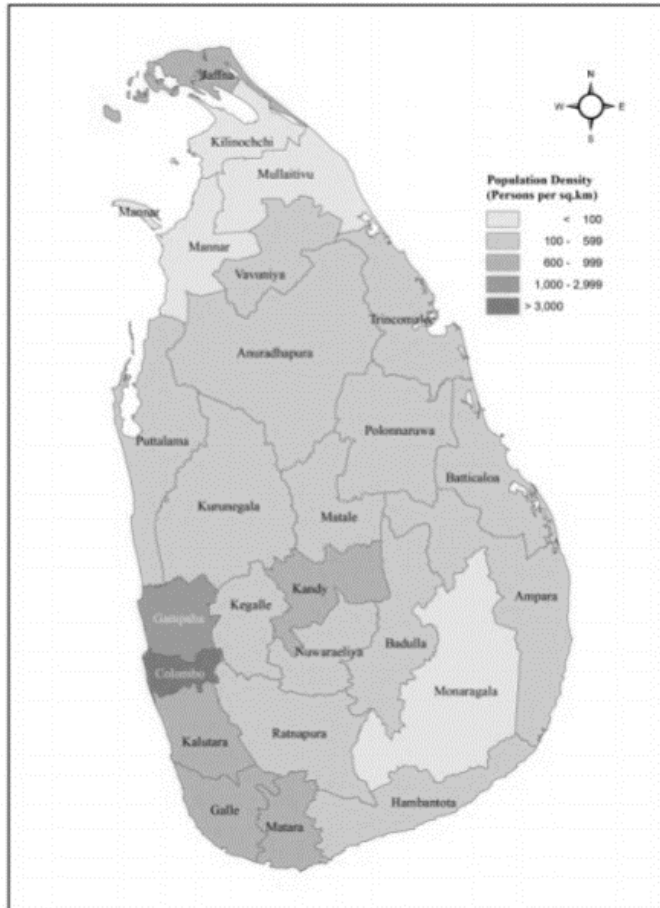 Jaffna
N
W E
S
Kilinochchi
Mullaitivu
Population Density
(Persons per sq.km)
< 100
100 - 599
600 - 999
1,000 - 2,999
> 3,000
Mannar
Mannar
Vavuniya
Trincomalee
Anuradhapura
Polonnaruwa
Puttalama
Batticaloa
Kurunegala
Matale
Kandy
Ampara
Kegalle
Gampaha
Badulla
Nuwaraeliya
Colombo
Monaragala
Ratnapura
Kalutara
Hambantota
Galle
Matara